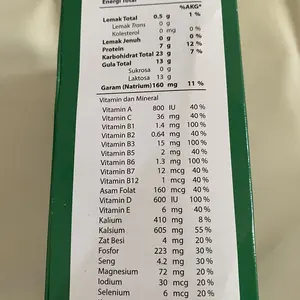 Energi Total
%AKG*
Lemak Total 0.5 g 1 %
Lemak Trans 0 g
Kolesterol 0 mg
Lemak Jenuh 0 g 0 %
Protein 7 g 12 %
Karbohidrat Total 23 g 7 %
Gula Total 13 g
Sukrosa 0 g
Laktosa 13 g
Garam (Natrium) 160 mg 11 %
Vitamin dan Mineral
Vitamin A 800 IU 40 %
Vitamin C 36 mg 40 %
Vitamin B1 1.4 mg 100 %
Vitamin B2 0.64 mg 40 %
Vitamin B3 15 mg 100 %
Vitamin B5 2 mg 40 %
Vitamin B6 1.3 mg 100 %
Vitamin B7 12 mcg 40 %
Vitamin B12 1 mcg 40 %
Asam Folat 160 mcg 40 %
Vitamin D 600 IU 100 %
Vitamin E 6 mg 40 %
Kalium 410 mg 8 %
Kalsium 605 mg 55 %
Zat Besi 4 mg 20 %
Fosfor 223 mg 30 %
Seng 4.2 mg 30 %
Magnesium 72 mg 20 %
Iodium 30 mcg 20 %
Selenium 6 mcg 20 %